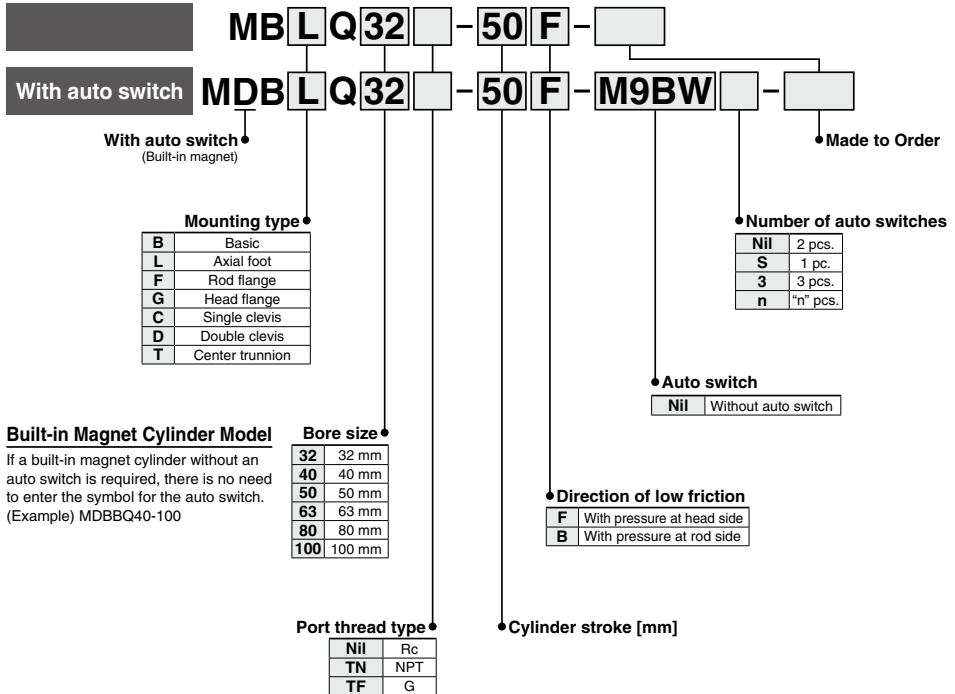 MB L Q 32 – 50 F –
With auto switch MDB L Q 32 – 50 F – M9BW –
With auto switch
(Built-in magnet)
Made to Order
Mounting type
B Basic
L Axial foot
F Rod flange
G Head flange
C Single clevis
D Double clevis
T Center trunnion
Number of auto switches
Nil 2 pcs.
S 1 pc.
3 3 pcs.
n “n” pcs.
Auto switch
Nil Without auto switch
Built-in Magnet Cylinder Model
If a built-in magnet cylinder without an
auto switch is required, there is no need
to enter the symbol for the auto switch.
(Example) MDBBQ40-100
Bore size
32 32 mm
40 40 mm
50 50 mm
63 63 mm
80 80 mm
100 100 mm
Direction of low friction
F With pressure at head side
B With pressure at rod side
Port thread type
Nil Rc
TN NPT
TF G
Cylinder stroke [mm]